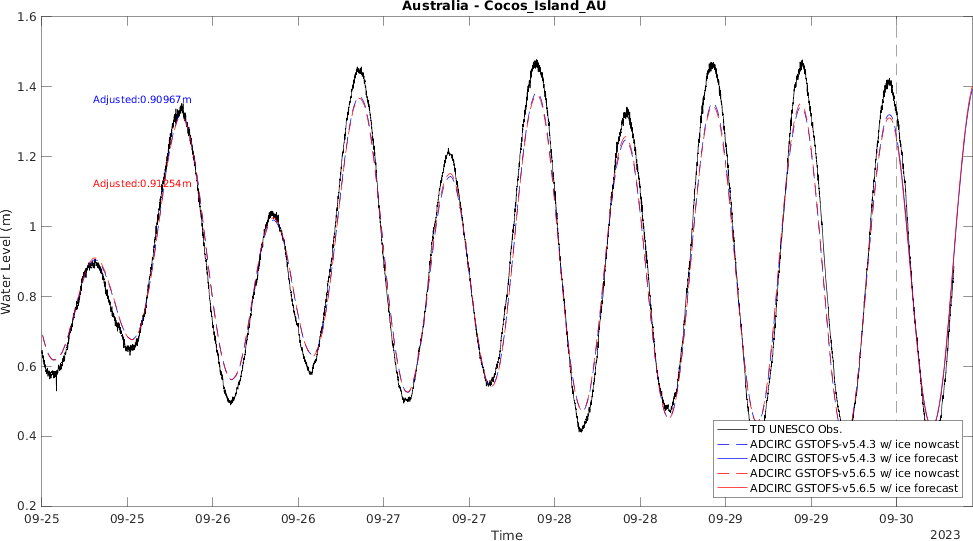 Australia - Cocos_Island_AU
1.6
1.4
1.2
1
0.8
0.6
0.4
0.2
Water Level (m)
Adjusted:0.90967m
Adjusted:0.91254m
TD UNESCO Obs.
ADCIRC GSTOFS-v5.4.3 w/ ice nowcast
ADCIRC GSTOFS-v5.4.3 w/ ice forecast
ADCIRC GSTOFS-v5.6.5 w/ ice nowcast
ADCIRC GSTOFS-v5.6.5 w/ ice forecast
09-25 09-25 09-26 09-26 09-27 09-27 09-28 09-28 09-29 09-29 09-30
Time
2023